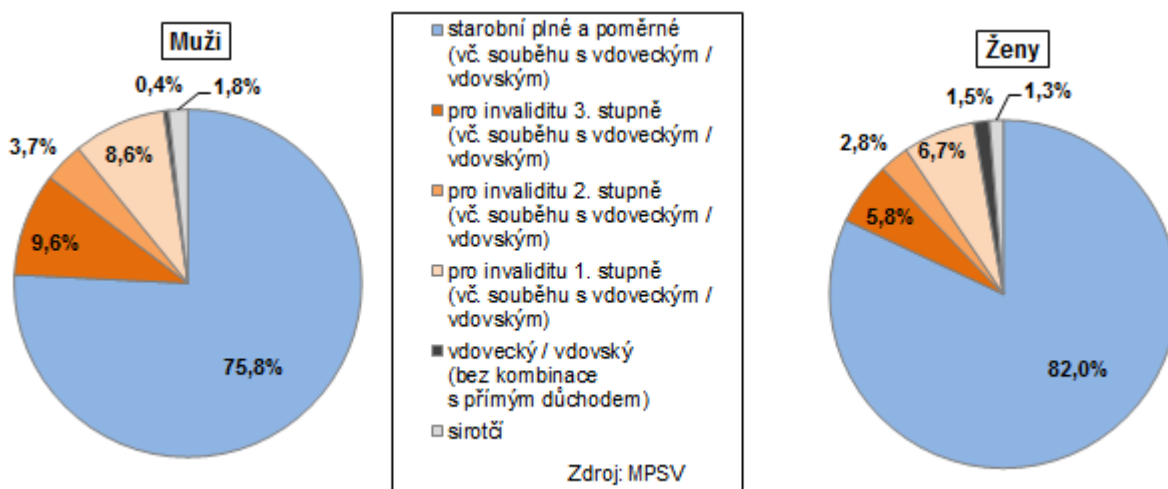 Muži
0,4%
1,8%
3,7%
8,6%
9,6%
75,8%
starobní plné a poměrné
(vč. souběhu s vdoveckým /
vdovským)
pro invaliditu 3. stupně
(vč. souběhu s vdoveckým /
vdovským)
pro invaliditu 2. stupně
(vč. souběhu s vdoveckým /
vdovským)
pro invaliditu 1. stupně
(vč. souběhu s vdoveckým /
vdovským)
vdovecký / vdovský
(bez kombinace
s přímým důchodem)
sirotčí
Zdroj: MPSV
Ženy
1,5%
1,3%
2,8%
6,7%
5,8%
82,0%